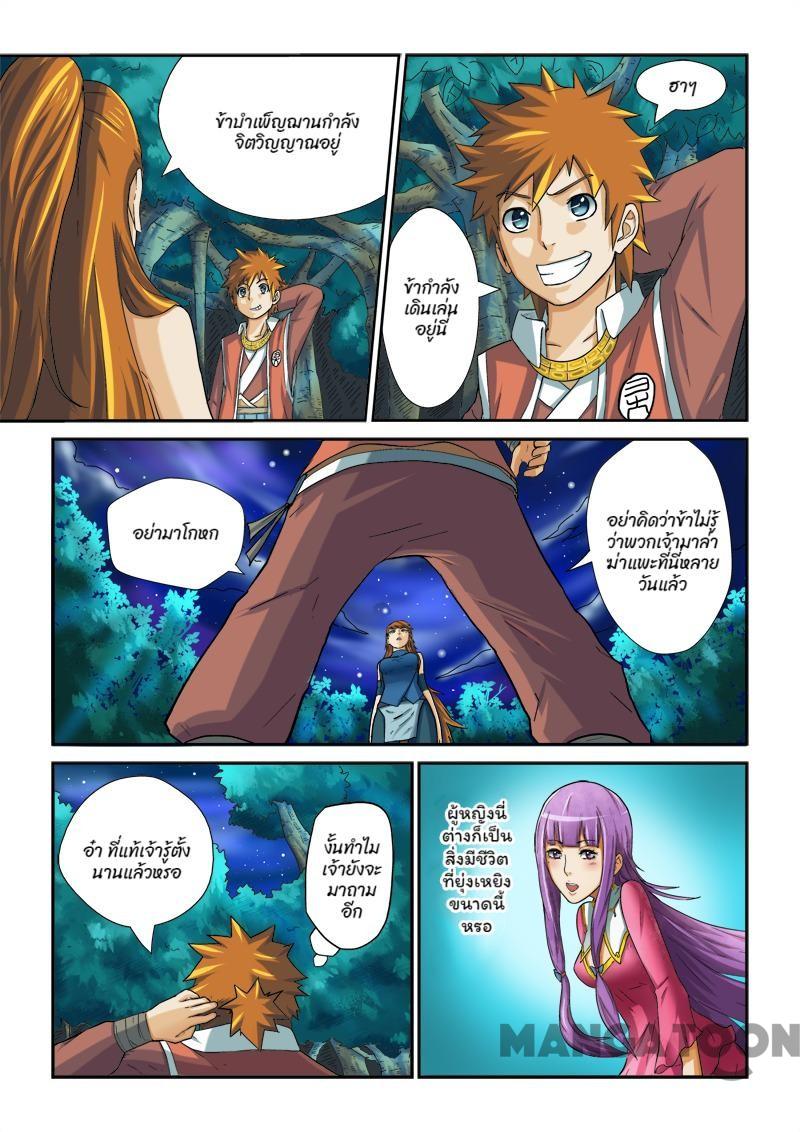 ข้าบำเพ็ญฌานกำลัง
จิตวิญญาณอยู่
ฮาๆ
ข้ากำลัง
เดินเล่น
อยู่นี่
อย่ามาโกหก
อย่าคิดว่าข้าไม่รู้
ว่าพวกเจ้ามาล่า
ฆ่าแพะที่นี่หลาย
วันแล้ว
อ๋า ที่แท้เจ้ารู้ตั้ง
นานแล้วหรอ
งั้นทำไม
เจ้ายังจะ
มาถาม
อีก
ผู้หญิงนี่
ต่างก็เป็น
สิ่งมีชีวิต
ที่ยุ่งเหยิง
ขนาดนี้
หรอ
MANGATOON